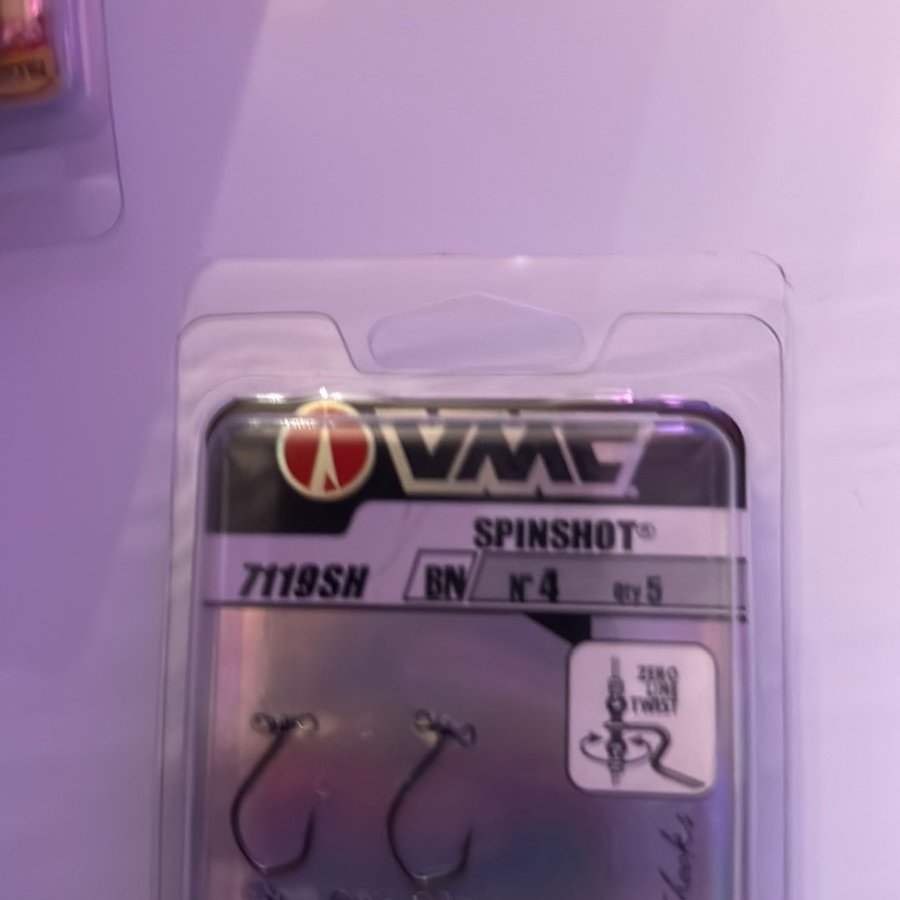 VMC
SPINSHOT®
7119SH BN N° 4 QTY 5
ZERO
LINE
TWIST